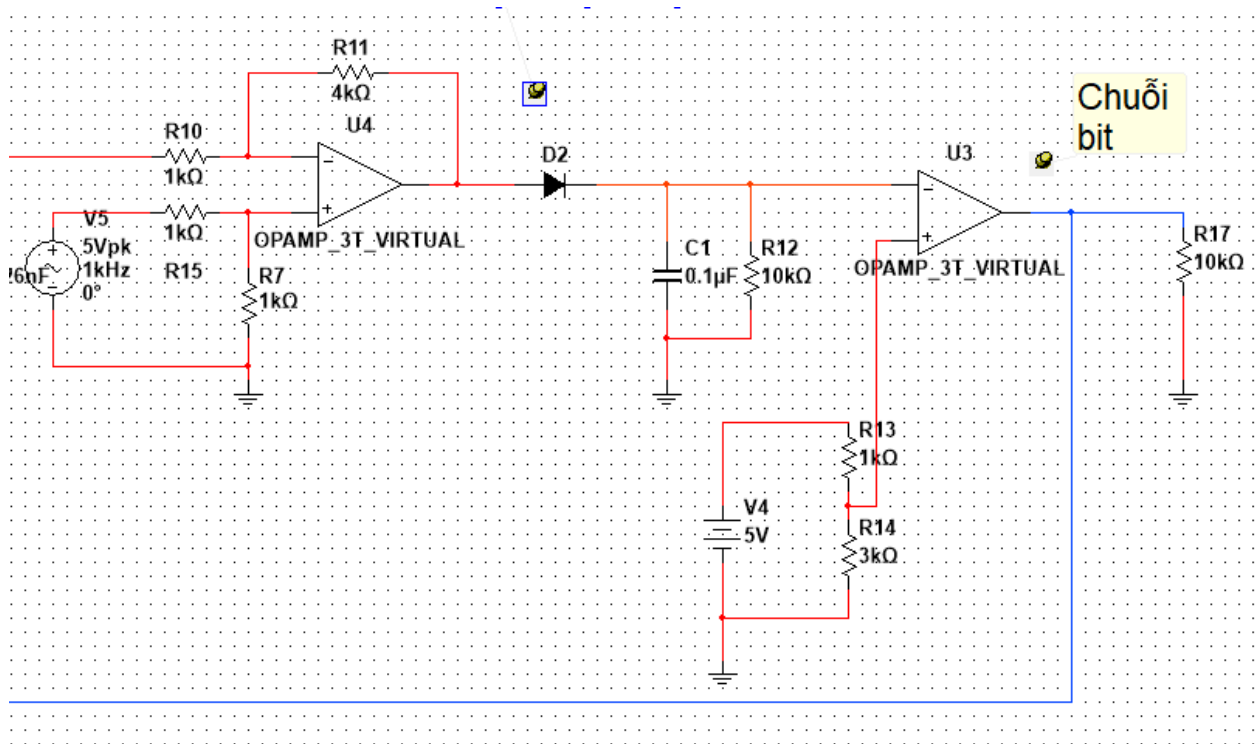 R11
4kΩ
U4
R10
1kΩ
−
+
OPAMP_3T_VIRTUAL
V5
5Vpk
1kHz
0°
1kΩ
R15
R7
1kΩ
6nF
D2
C1
0.1µF
R12
10kΩ
U3
−
+
OPAMP_3T_VIRTUAL
Chuỗi
bit
R17
10kΩ
R13
1kΩ
V4
5V
R14
3kΩ